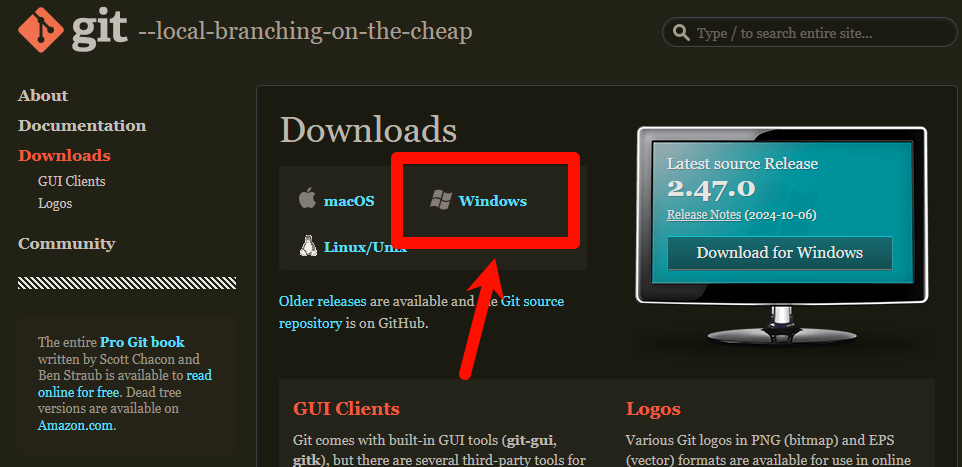 git --local-branching-on-the-cheap
Type / to search entire site...
About
Documentation
Downloads
GUI Clients
Logos
Community
The entire Pro Git book
written by Scott Chacon and
Ben Straub is available to read
online for free. Dead tree
versions are available on
Amazon.com.
Downloads
macOS
Windows
Linux/Unix
Older releases are available and the Git source
repository is on GitHub.
Latest source Release
2.47.0
Release Notes (2024-10-06)
Download for Windows
GUI Clients
Git comes with built-in GUI tools (git-gui,
gitk), but there are several third-party tools for
Logos
Various Git logos in PNG (bitmap) and EPS
(vector) formats are available for use in online